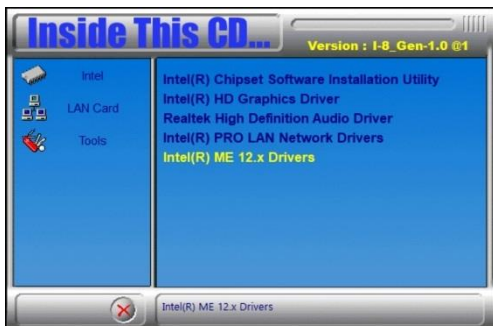 Inside This CD...
Version : I-8_Gen-1.0 @1
Intel
LAN Card
Tools
Intel(R) Chipset Software Installation Utility
Intel(R) HD Graphics Driver
Realtek High Definition Audio Driver
Intel(R) PRO LAN Network Drivers
Intel(R) ME 12.x Drivers
Intel(R) ME 12.x Drivers